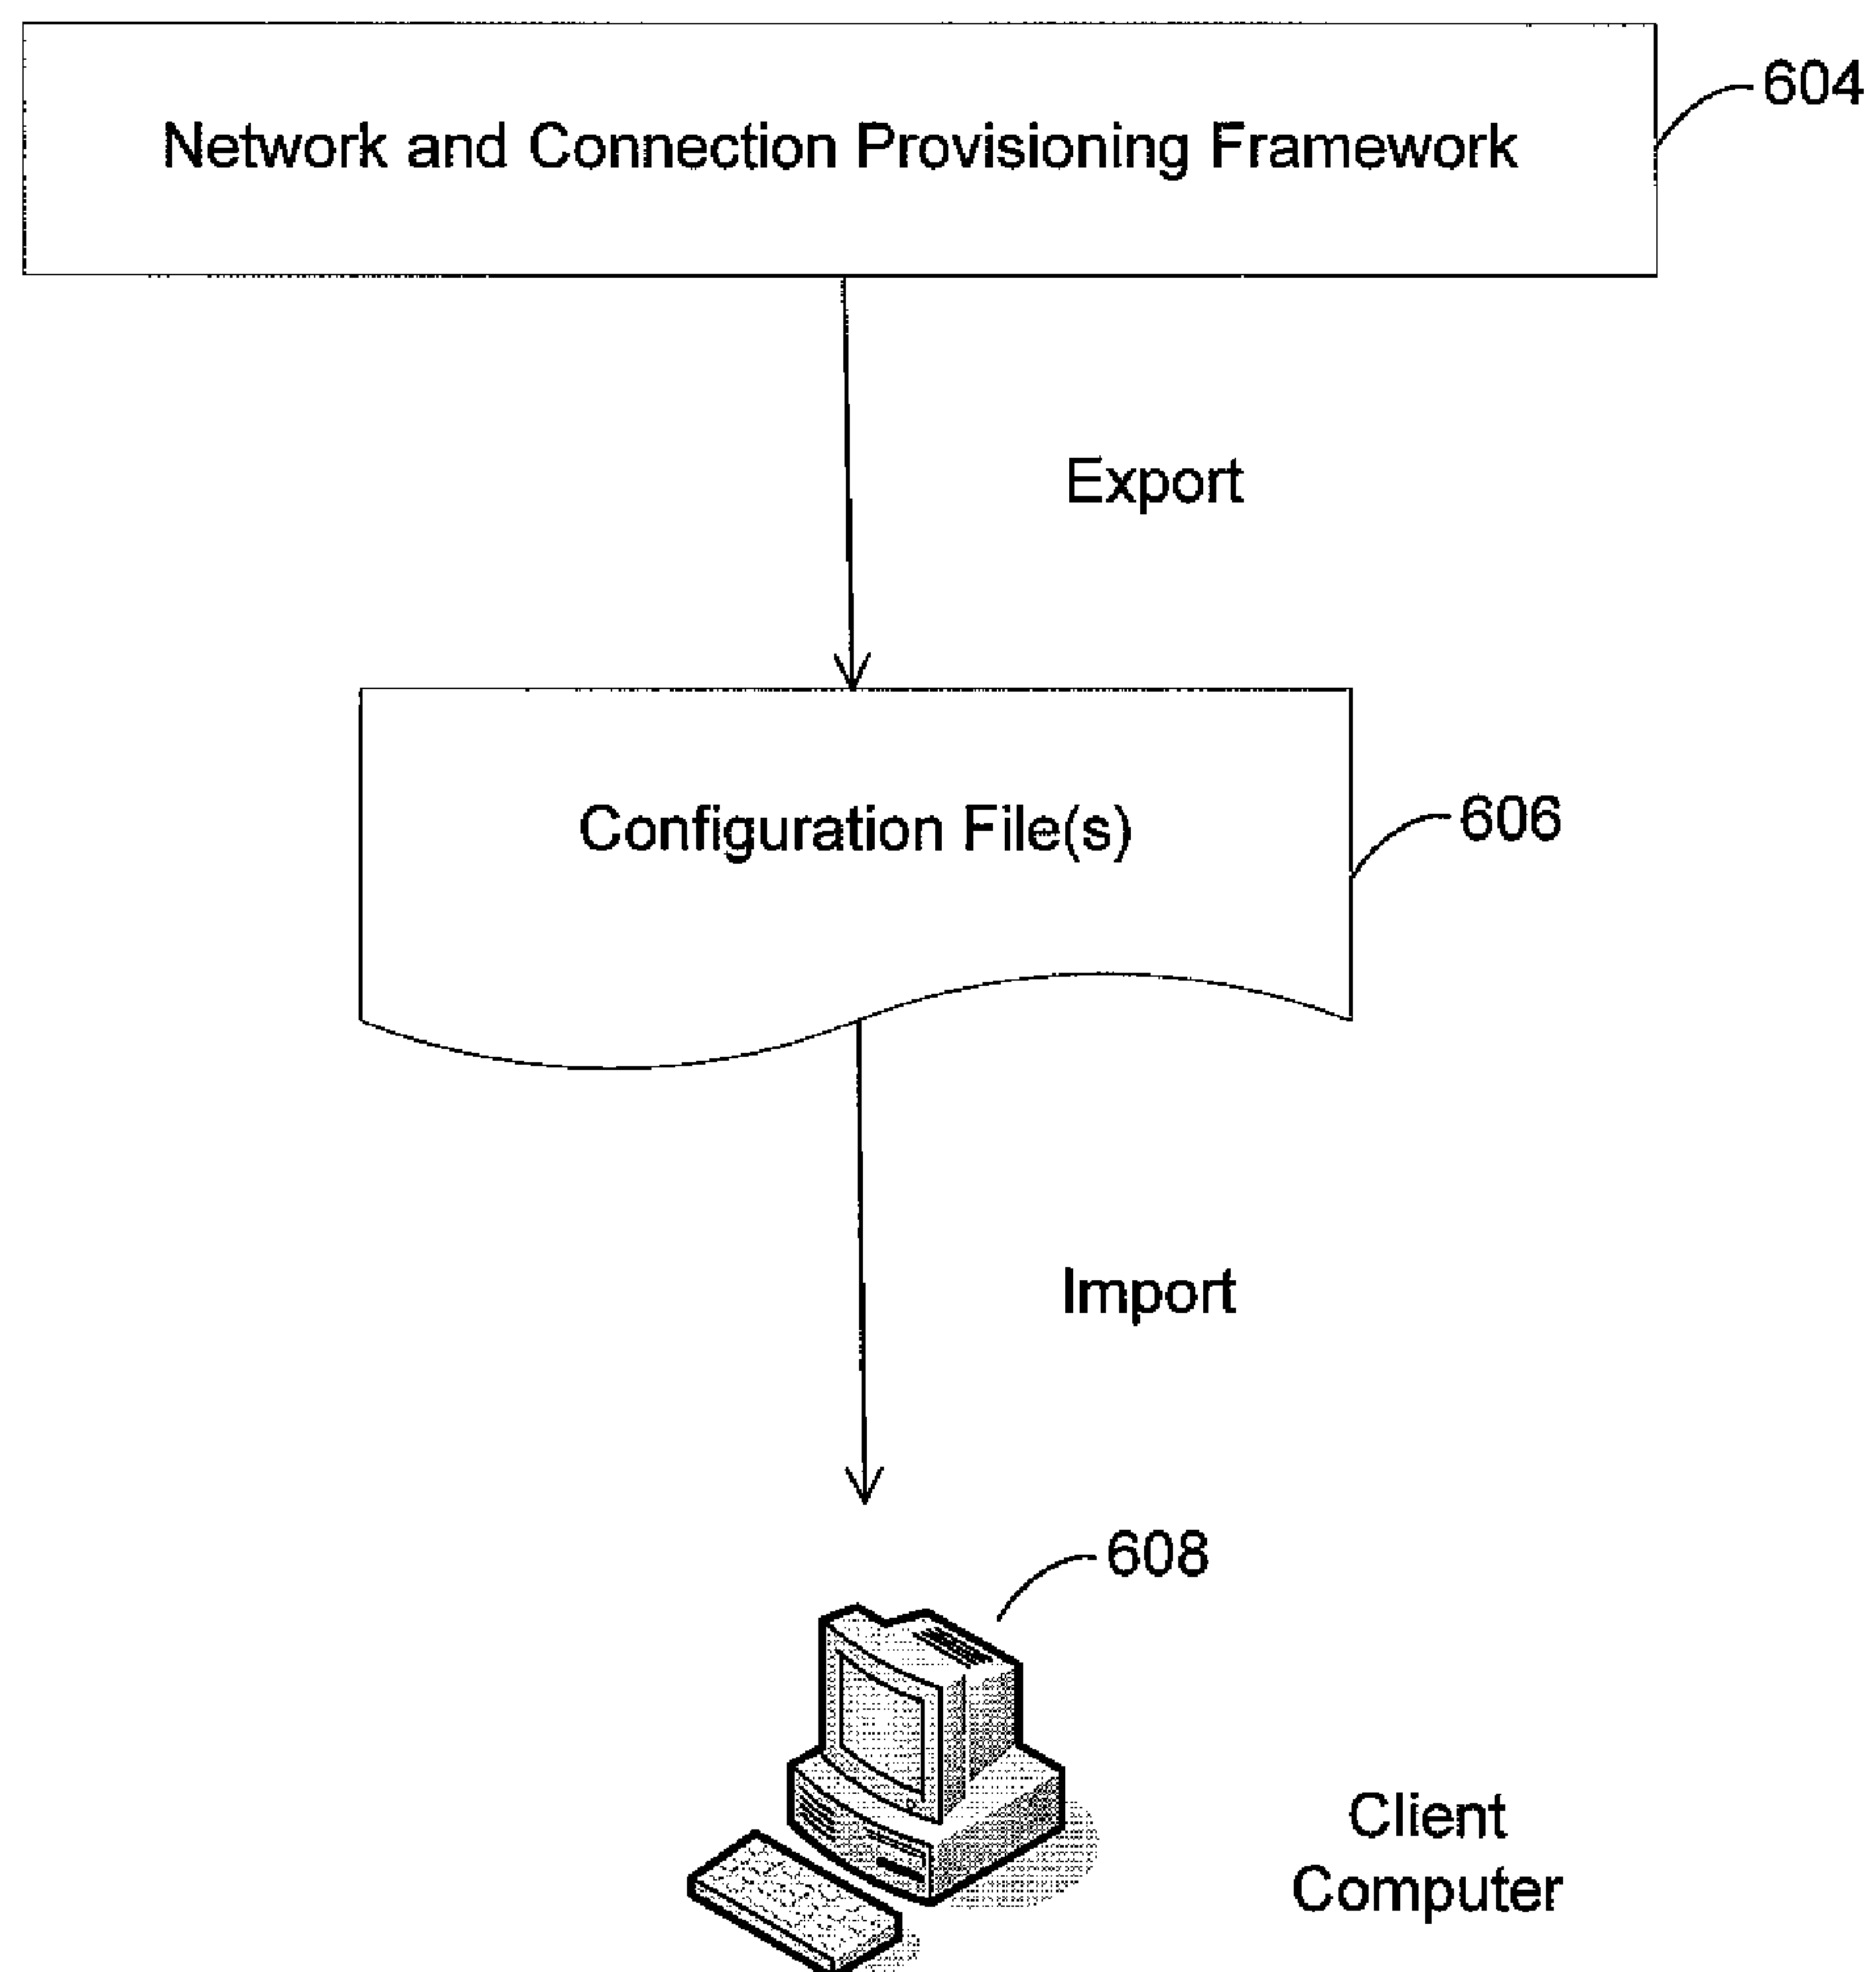 Network and Connection Provisioning Framework
604
Export
Configuration File(s)
606
Import
608
Client
Computer